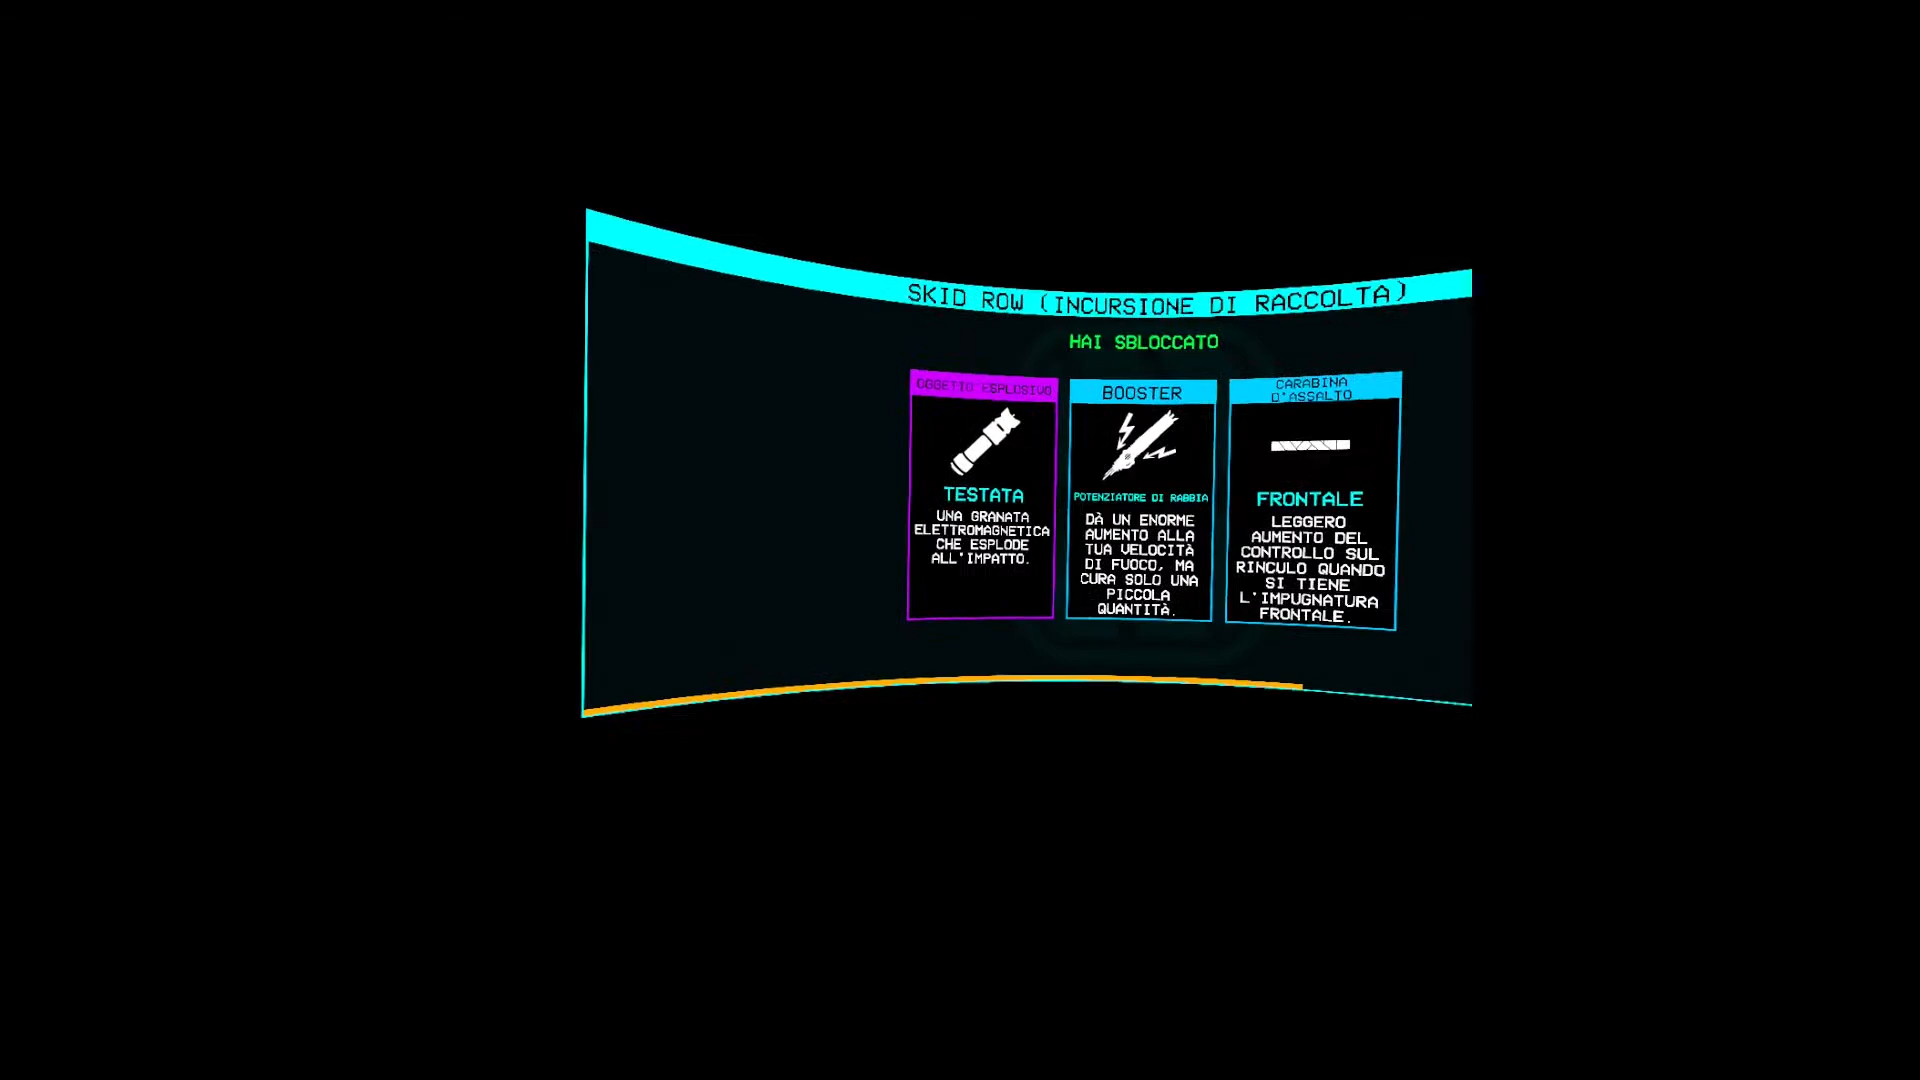 SKID ROW (INCURSIONE DI RACCOLTA)
HAI SBLOCCATO
OGGETTO ESPLOSIVO
TESTATA
UNA GRANATA
ELETTROMAGNETICA
CHE ESPLODE
ALL'IMPATTO.
BOOSTER
POTENZIATORE DI RABBIA
DÀ UN ENORME
AUMENTO ALLA
TUA VELOCITÀ
DI FUOCO, MA
CURA SOLO UNA
PICCOLA
QUANTITÀ.
CARABINA
D'ASSALTO
FRONTALE
LEGGERO
AUMENTO DEL
CONTROLLO SUL
RINCULO QUANDO
SI TIENE
L'IMPUGNATURA
FRONTALE.